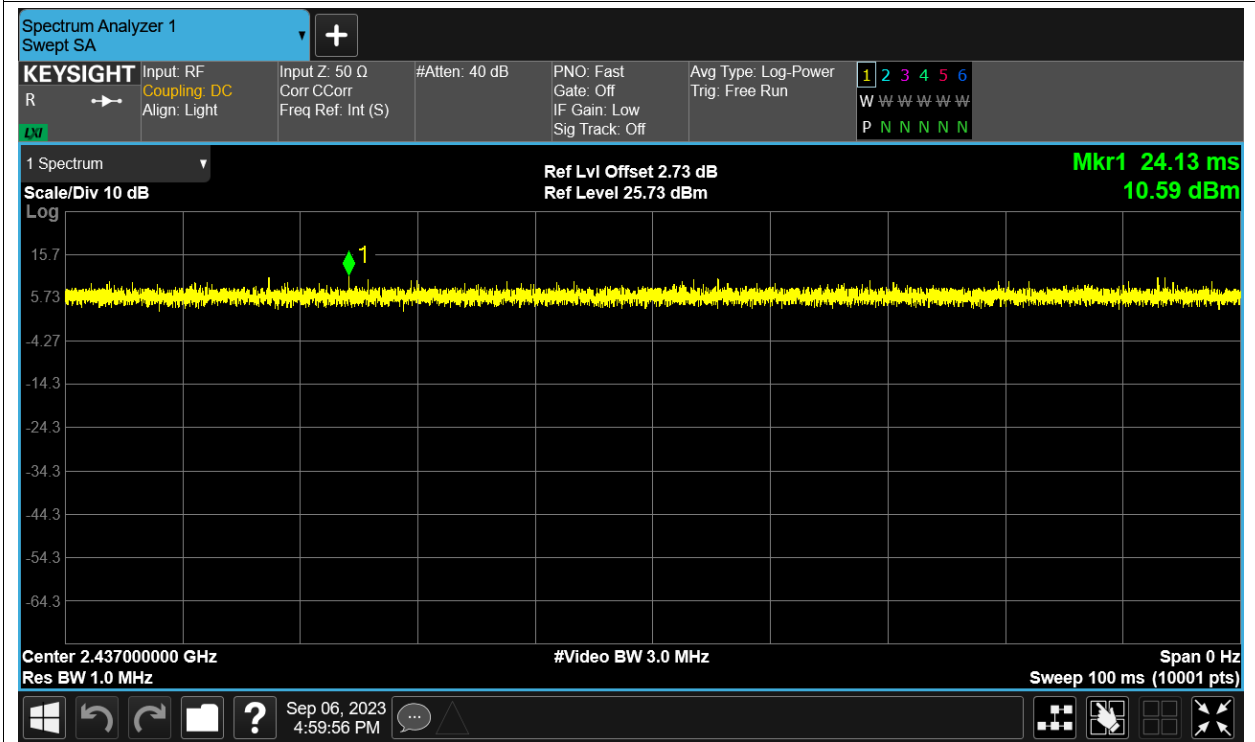 Spectrum Analyzer 1
Swept SA
KEYSIGHT
R
LXI
Input: RF
Coupling: DC
Align: Light
Input Z: 50 Ω
Corr CCorr
Freq Ref: Int (S)
#Atten: 40 dB
PNO: Fast
Gate: Off
IF Gain: Low
Sig Track: Off
Avg Type: Log-Power
Trig: Free Run
1 2 3 4 5 6
W W W W W W
P N N N N N
1 Spectrum
Scale/Div 10 dB
Log
Ref Lvl Offset 2.73 dB
Ref Level 25.73 dBm
Mkr1 24.13 ms
10.59 dBm
1
15.7
5.73
-4.27
-14.3
-24.3
-34.3
-44.3
-54.3
-64.3
Center 2.437000000 GHz
Res BW 1.0 MHz
#Video BW 3.0 MHz
Span 0 Hz
Sweep 100 ms (10001 pts)
?
Sep 06, 2023
4:59:56 PM